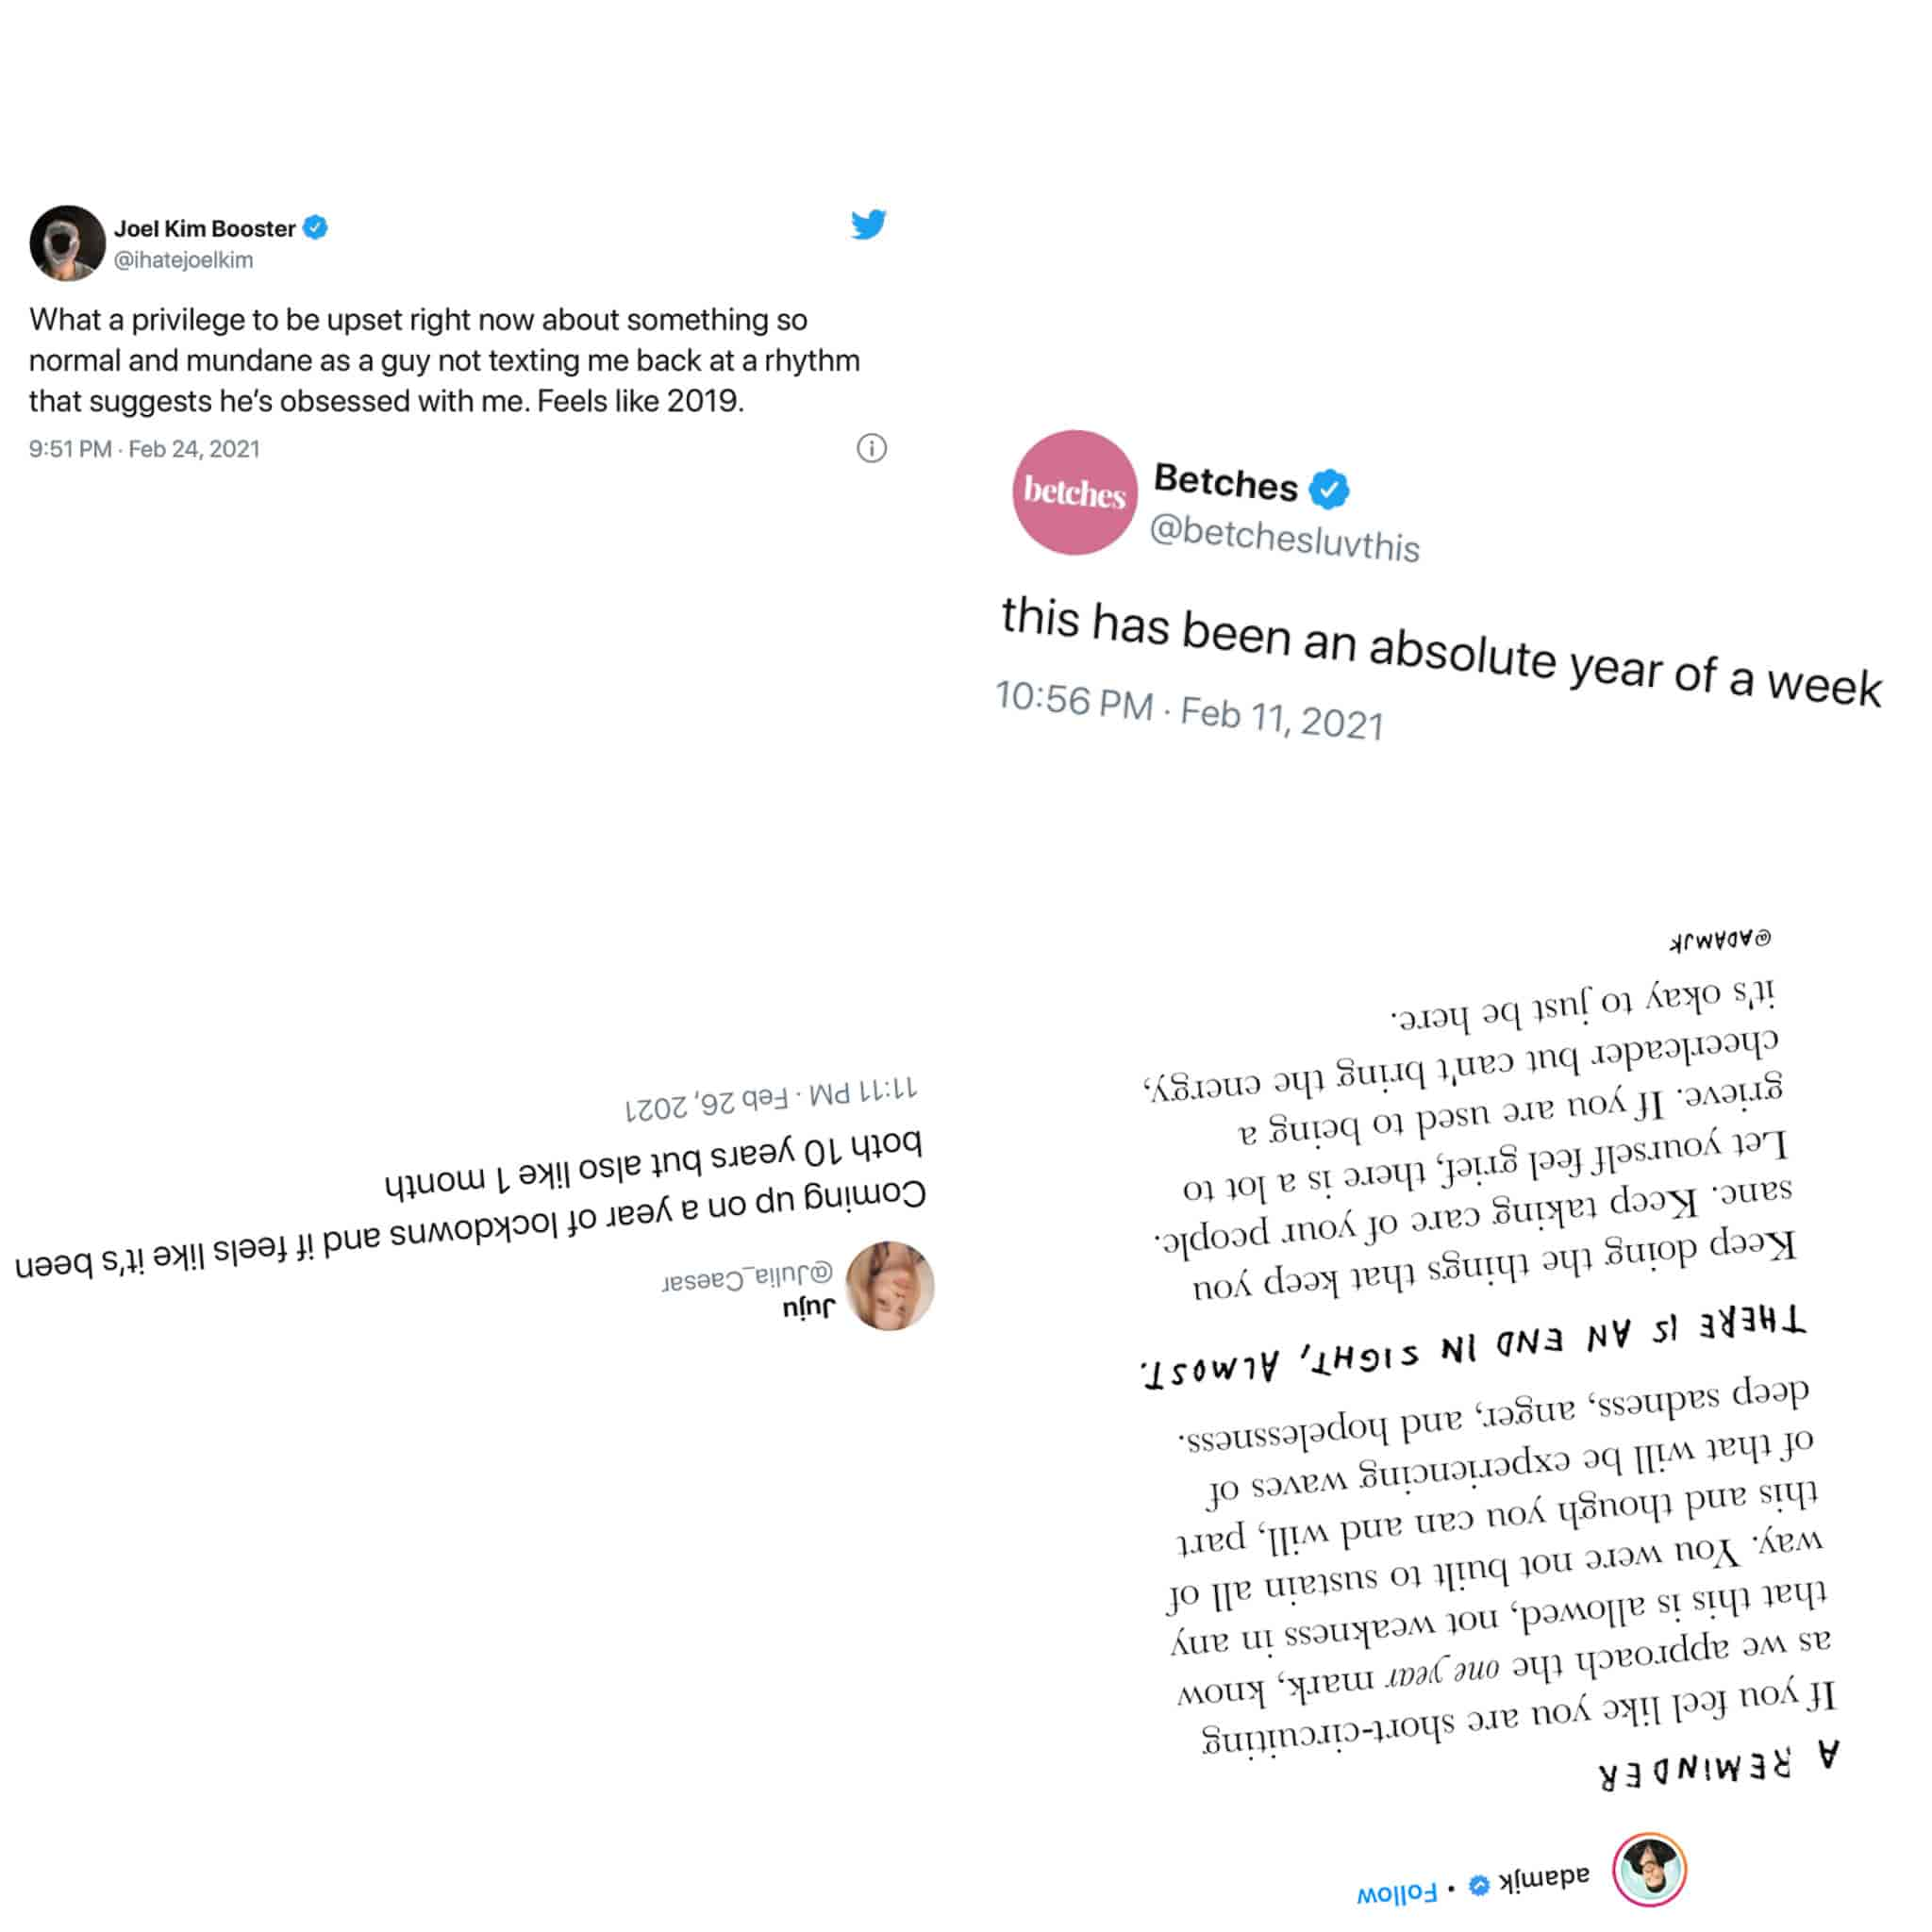 Joel Kim Booster
@ihatejoelkim
What a privilege to be upset right now about something so
normal and mundane as a guy not texting me back at a rhythm
that suggests he's obsessed with me. Feels like 2019.
9:51 PM · Feb 24, 2021
betches
Betches
@betchesluvthis
this has been an absolute year of a week
10:56 PM · Feb 11, 2021
Juju
@Julia_Caesar
Coming up on a year of lockdowns and if feels like it's been
both 10 years but also like 1 month
11:11 PM · Feb 26, 2021
adamjk • Follow
A REMINDER
If you feel like you are short-circuiting
as we approach the one year mark, know
that this is allowed, not weakness in any
way. You were not built to sustain all of
this and though you can and will, part
of that will be experiencing waves of
deep sadness, anger, and hopelessness.
THERE IS AN END IN SIGHT, ALMOST.
Keep doing the things that keep you
sane. Keep taking care of your people.
Let yourself feel grief, there is a lot to
grieve. If you are used to being a
cheerleader but can't bring the energy,
it's okay to just be here.
@ADAMJK